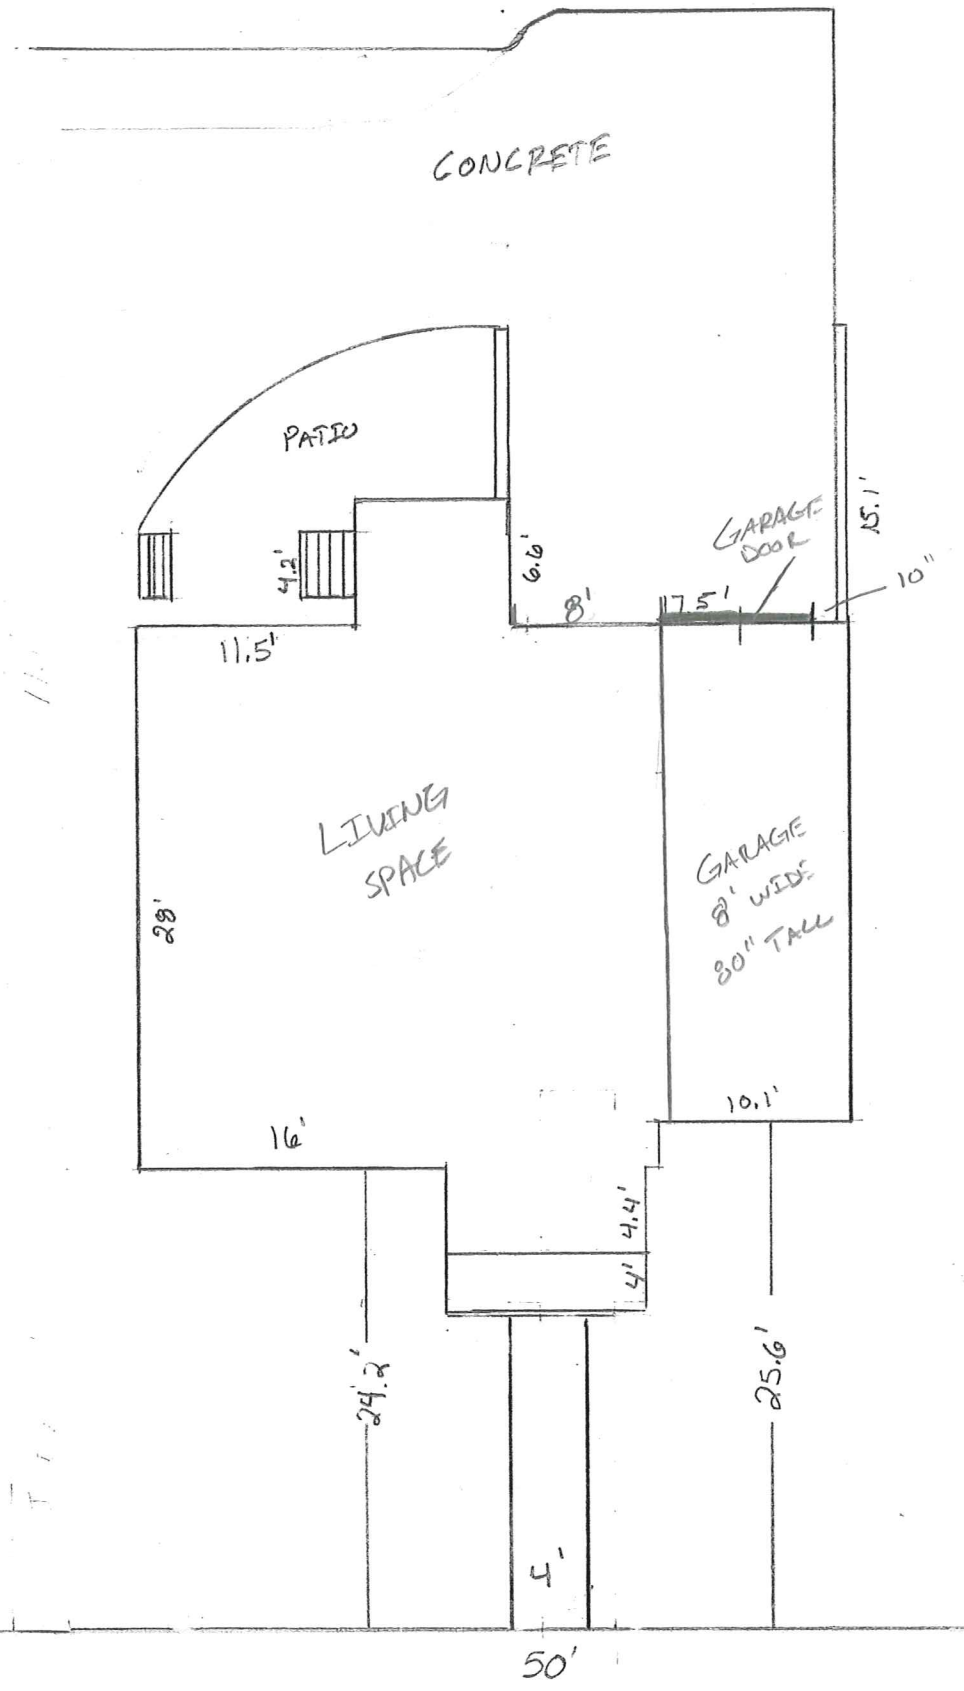 CONCRETE
PATIO
15.1'
GARAGE
DOOR
10"
4.2'
6.6'
8'
7.5'
11.5'
LIVING
SPACE
GARAGE
8' WIDE
80" TALL
28'
10.1'
16'
4.4'
4'
24.2'
25.6'
4'
50'